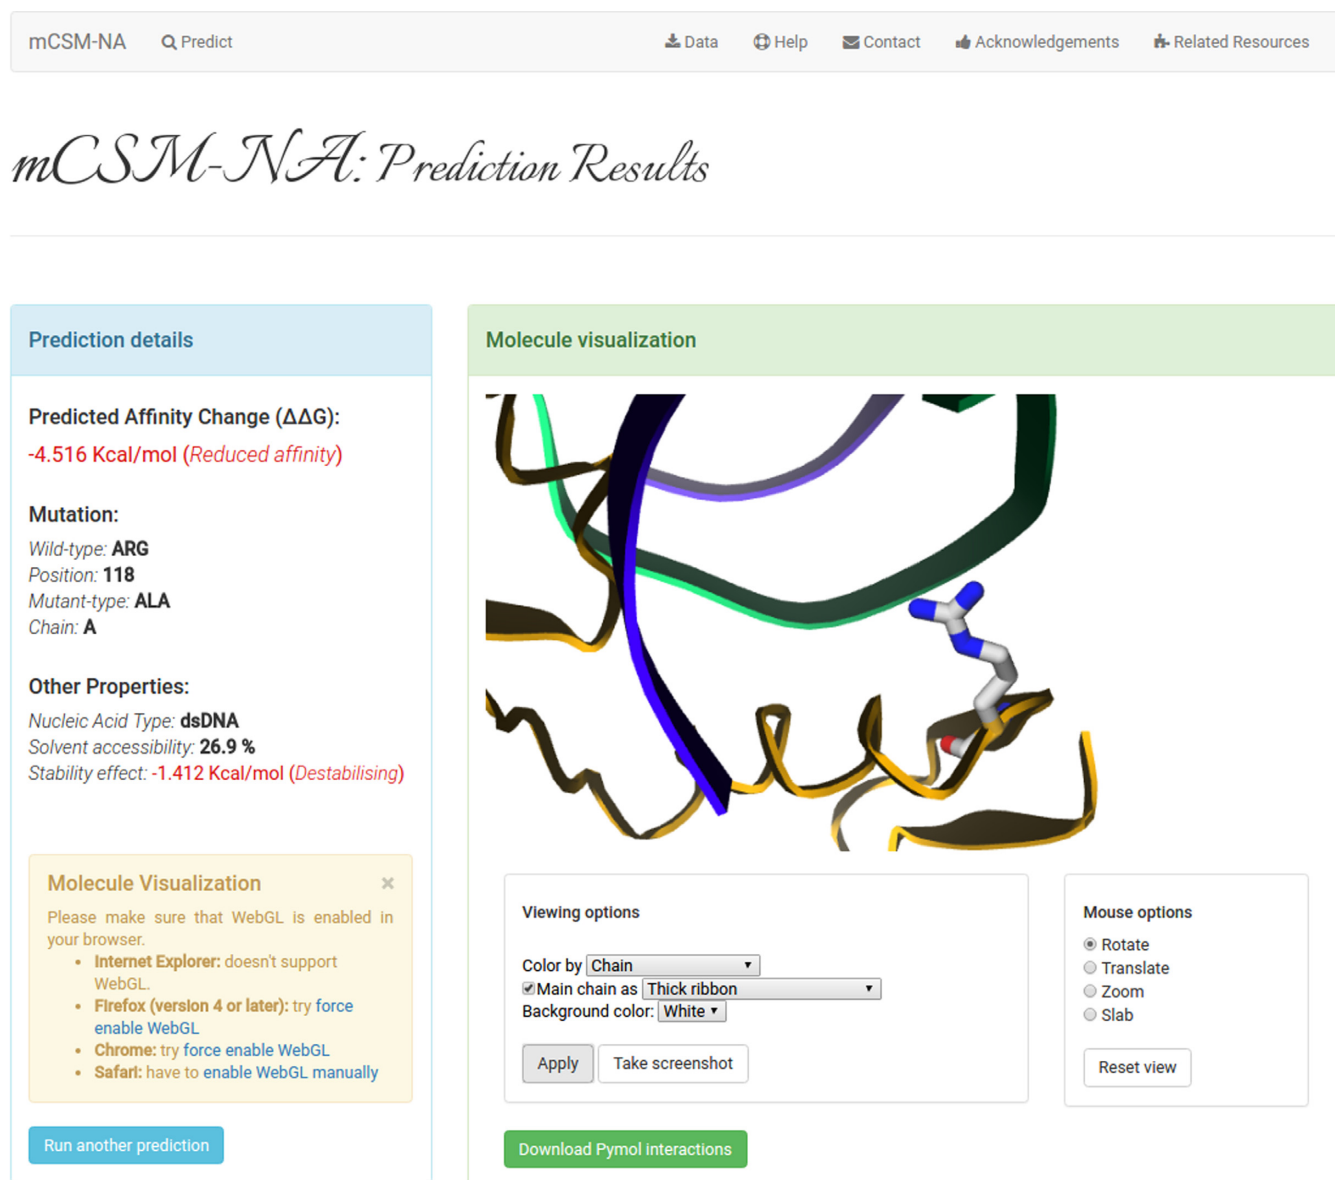 mCSM-NA Predict Data Help Contact Acknowledgements Related Resources
mCSM-NA: Prediction Results
Prediction details
Predicted Affinity Change (ΔΔG):
-4.516 Kcal/mol (Reduced affinity)
Mutation:
Wild-type: ARG
Position: 118
Mutant-type: ALA
Chain: A
Other Properties:
Nucleic Acid Type: dsDNA
Solvent accessibility: 26.9 %
Stability effect: -1.412 Kcal/mol (Destabilising)
Molecule Visualization ×
Please make sure that WebGL is enabled in
your browser.
• Internet Explorer: doesn't support
WebGL.
• Firefox (version 4 or later): try force
enable WebGL
• Chrome: try force enable WebGL
• Safari: have to enable WebGL manually
Run another prediction
Molecule visualization
Viewing options
Color by Chain
Main chain as Thick ribbon
Background color: White
Apply Take screenshot
Mouse options
Rotate
Translate
Zoom
Slab
Reset view
Download Pymol interactions